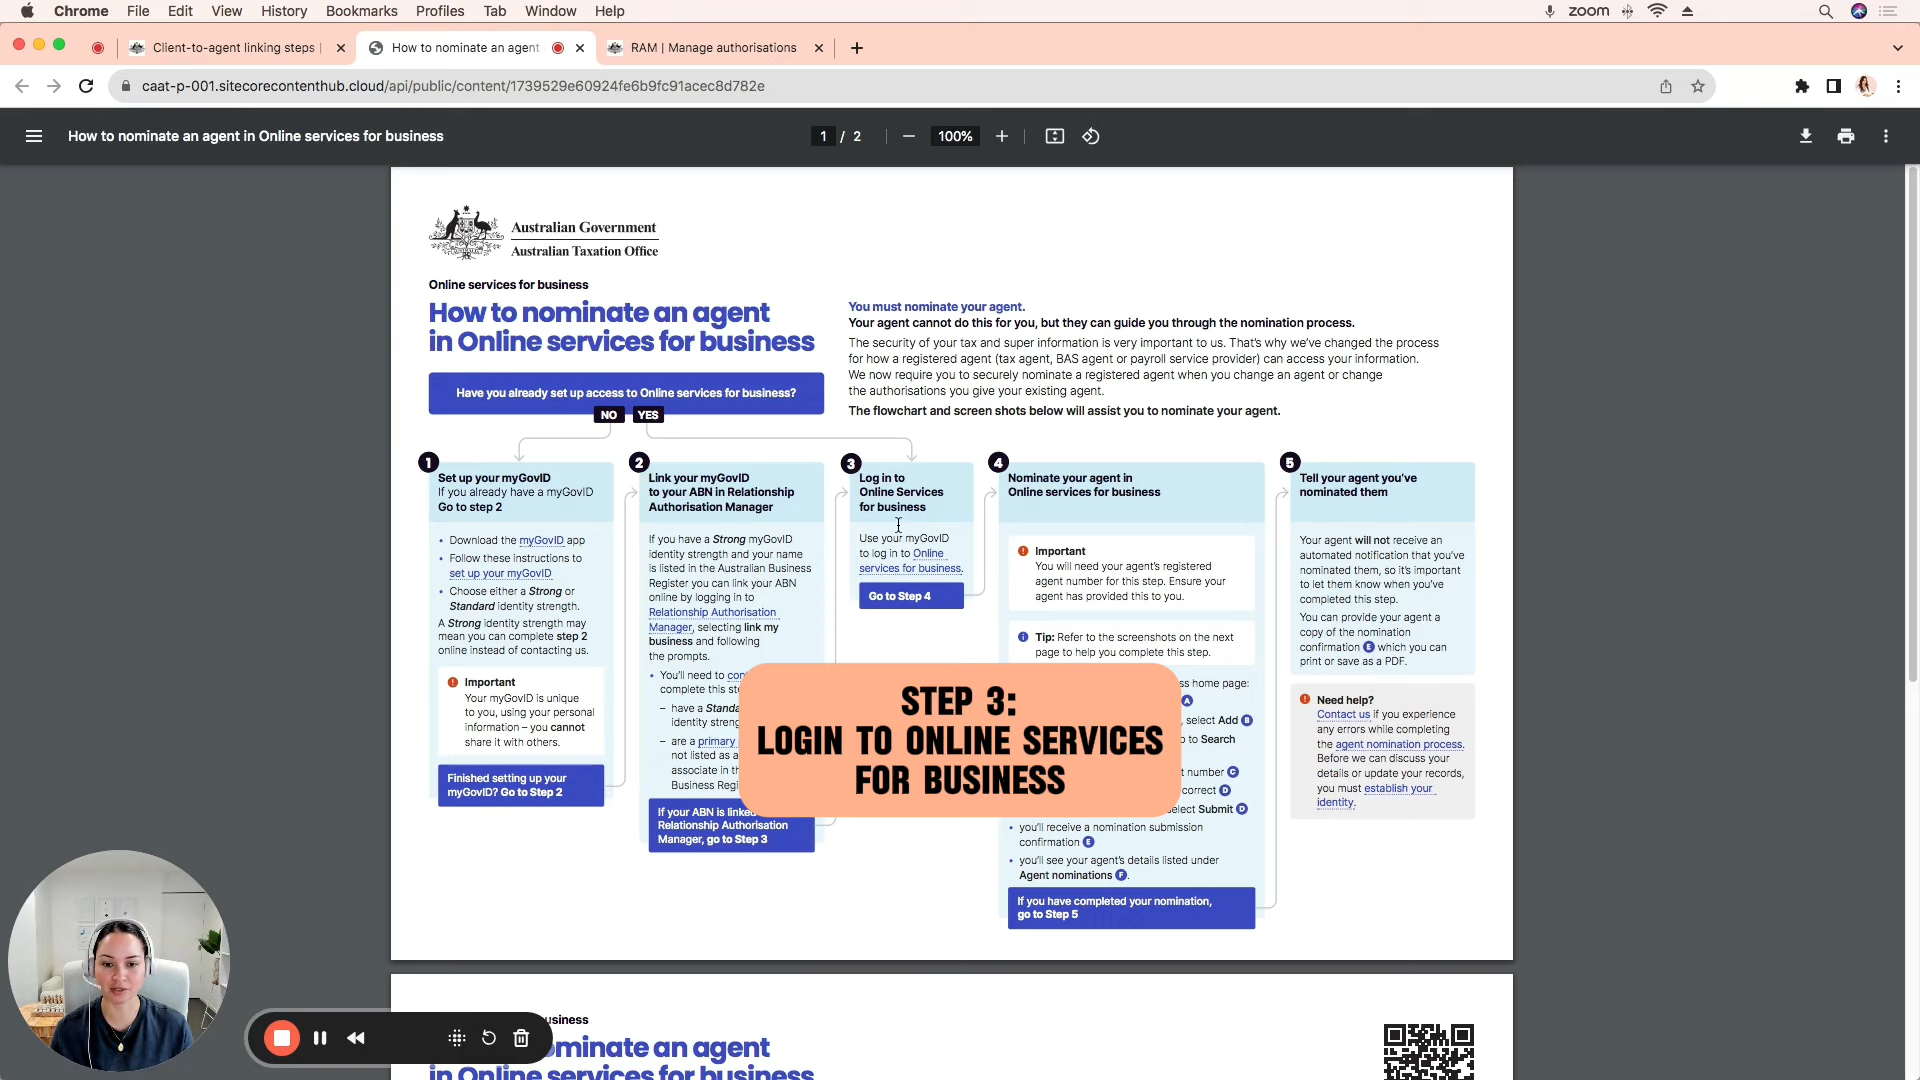 Chrome File Edit View History Bookmarks Profiles Tab Window Help
zoom
Client-to-agent linking steps
How to nominate an agent
RAM | Manage authorisations
caat-p-001.sitecorecontenthub.cloud/api/public/content/1739529e60924fe6b9fc91acec8d782e
How to nominate an agent in Online services for business
1 / 2
100%
Australian Government
Australian Taxation Office
Online services for business
How to nominate an agent
in Online services for business
You must nominate your agent.
Your agent cannot do this for you, but they can guide you through the nomination process.
The security of your tax and super information is very important to us. That's why we've changed the process
for how a registered agent (tax agent, BAS agent or payroll service provider) can access your information.
We now require you to securely nominate a registered agent when you change an agent or change
the authorisations you give your existing agent.
The flowchart and screen shots below will assist you to nominate your agent.
Have you already set up access to Online services for business?
NO YES
1
Set up your myGovID
If you already have a myGovID
Go to step 2
• Download the myGovID app
• Follow these instructions to
set up your myGovID
• Choose either a Strong or
Standard identity strength.
A Strong identity strength may
mean you can complete step 2
online instead of contacting us.
Important
Your myGovID is unique
to you, using your personal
information – you cannot
share it with others.
Finished setting up your
myGovID? Go to Step 2
2
Link your myGovID
to your ABN in Relationship
Authorisation Manager
If you have a Strong myGovID
identity strength and your name
is listed in the Australian Business
Register you can link your ABN
online by logging in to
Relationship Authorisation
Manager, selecting link my
business and following
the prompts.
• You'll need to con
complete this ste
– have a Standa
identity streng
– are a primary
not listed as a
associate in th
Business Regi
If your ABN is linked
Relationship Authorisation
Manager, go to Step 3
3
Log in to
Online Services
for business
Use your myGovID
to log in to Online
services for business.
Go to Step 4
4
Nominate your agent in
Online services for business
Important
You will need your agent's registered
agent number for this step. Ensure your
agent has provided this to you.
Tip: Refer to the screenshots on the next
page to help you complete this step.
ss home page:
A
, select Add B
p to Search
t number C
correct D
elect Submit D
• you'll receive a nomination submission
confirmation E
• you'll see your agent's details listed under
Agent nominations F.
If you have completed your nomination,
go to Step 5
5
Tell your agent you've
nominated them
Your agent will not receive an
automated notification that you've
nominated them, so it's important
to let them know when you've
completed this step.
You can provide your agent a
copy of the nomination
confirmation E which you can
print or save as a PDF.
Need help?
Contact us if you experience
any errors while completing
the agent nomination process.
Before we can discuss your
details or update your records,
you must establish your
identity.
STEP 3:
LOGIN TO ONLINE SERVICES
FOR BUSINESS
usiness
ominate an agent
in Online services for business